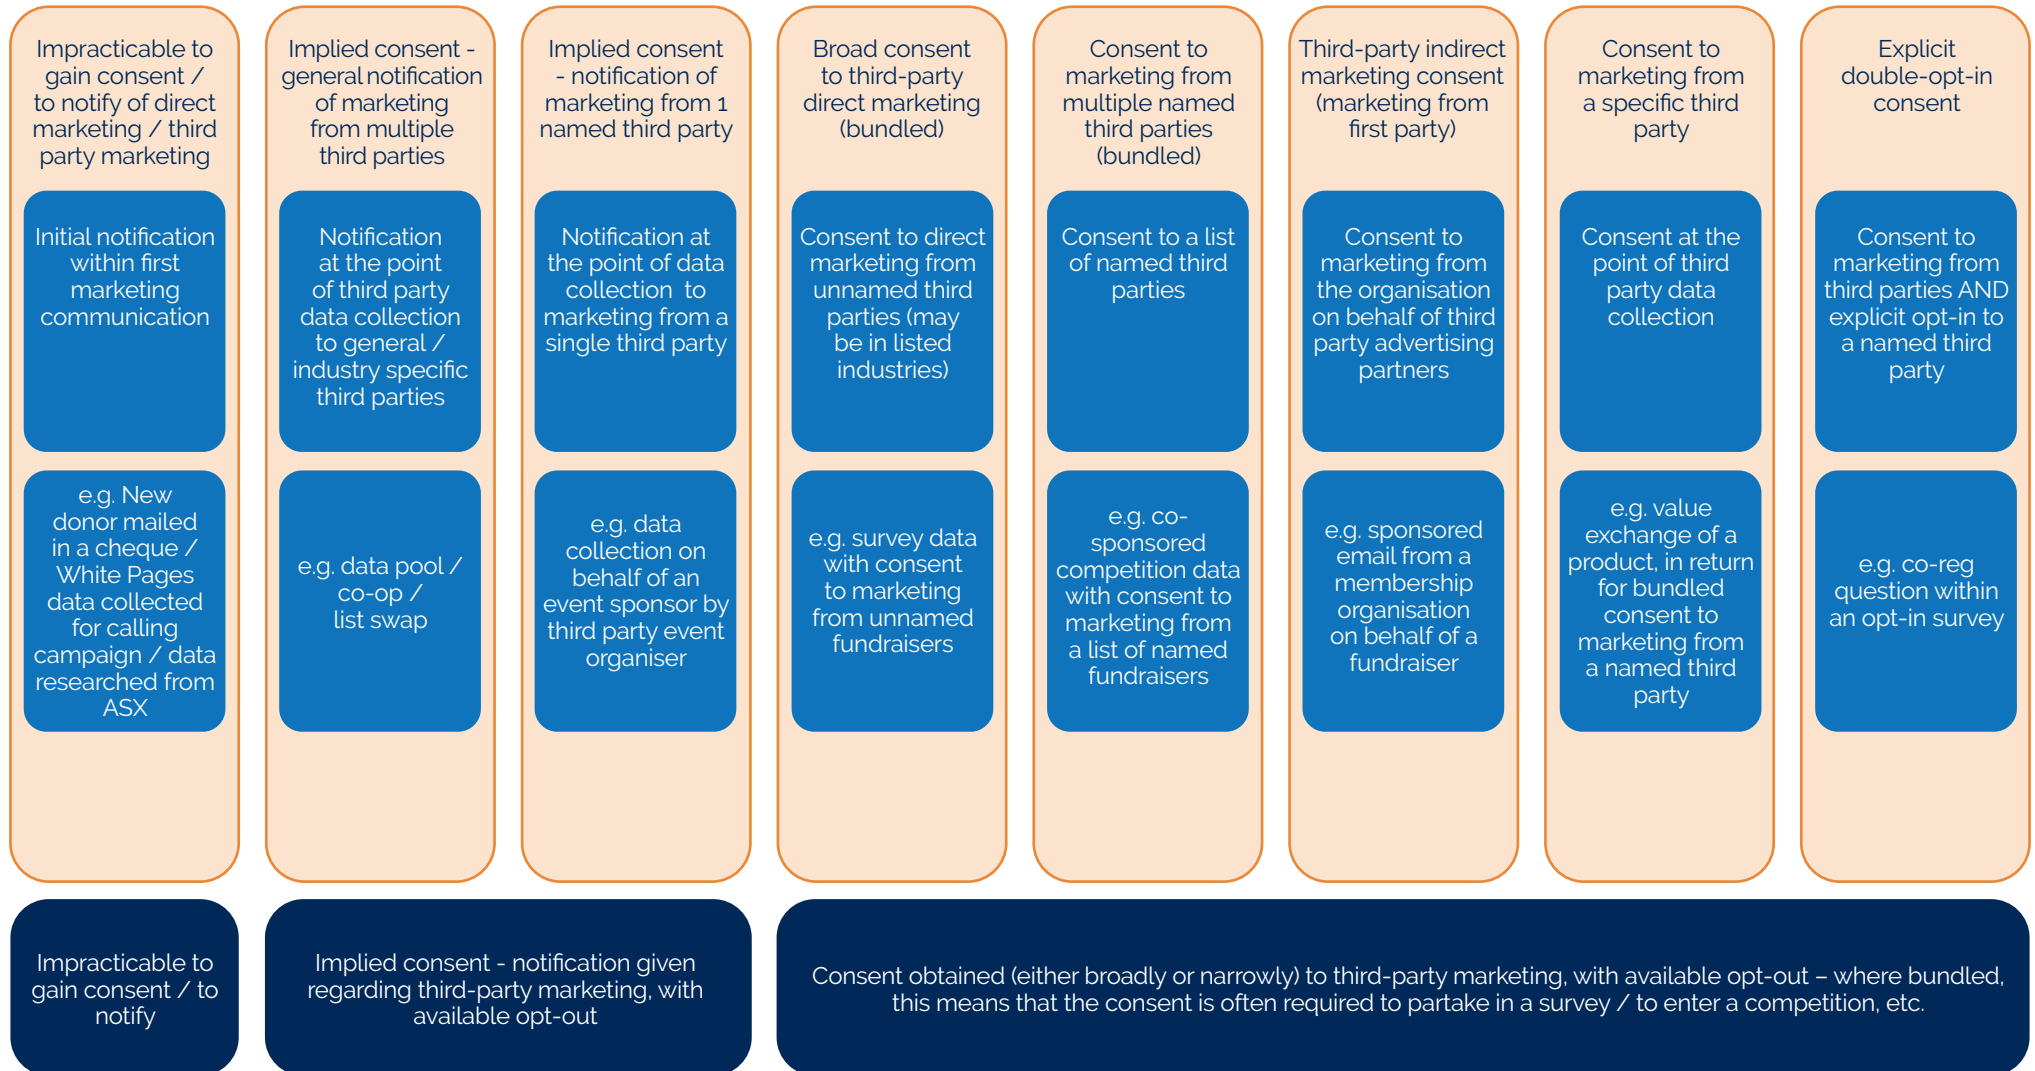 Impracticable to
gain consent /
to notify of direct
marketing / third
party marketing
Initial notification
within first
marketing
communication
e.g. New
donor mailed
in a cheque /
White Pages
data collected
for calling
campaign / data
researched from
ASX
Implied consent -
general notification
of marketing
from multiple
third parties
Notification
at the point
of third party
data collection
to general /
industry specific
third parties
e.g. data pool /
co-op /
list swap
Implied consent
- notification of
marketing from 1
named third party
Notification at
the point of data
collection  to
marketing from a
single third party
e.g. data
collection on
behalf of an
event sponsor by
third party event
organiser
Broad consent
to third-party
direct marketing
(bundled)
Consent to direct
marketing from
unnamed third
parties (may
be in listed
industries)
e.g. survey data
with consent
to marketing
from unnamed
fundraisers
Consent to
marketing from
multiple named
third parties
(bundled)
Consent to a list
of named third
parties
e.g. co-
sponsored
competition data
with consent to
marketing from
a list of named
fundraisers
Third-party indirect
marketing consent
(marketing from
first party)
Consent to
marketing from
the organisation
on behalf of third
party advertising
partners
e.g. sponsored
email from a
membership
organisation
on behalf of a
fundraiser
Consent to
marketing from
a specific third
party
Consent at the
point of third
party data
collection
e.g. value
exchange of a
product, in return
for bundled
consent to
marketing from
a named third
party
Explicit
double-opt-in
consent
Consent to
marketing from
third parties AND
explicit opt-in to
a named third
party
e.g. co-reg
question within
an opt-in survey
Impracticable to
gain consent / to
notify
Implied consent - notification given
regarding third-party marketing, with
available opt-out
Consent obtained (either broadly or narrowly) to third-party marketing, with available opt-out – where bundled,
this means that the consent is often required to partake in a survey / to enter a competition, etc.